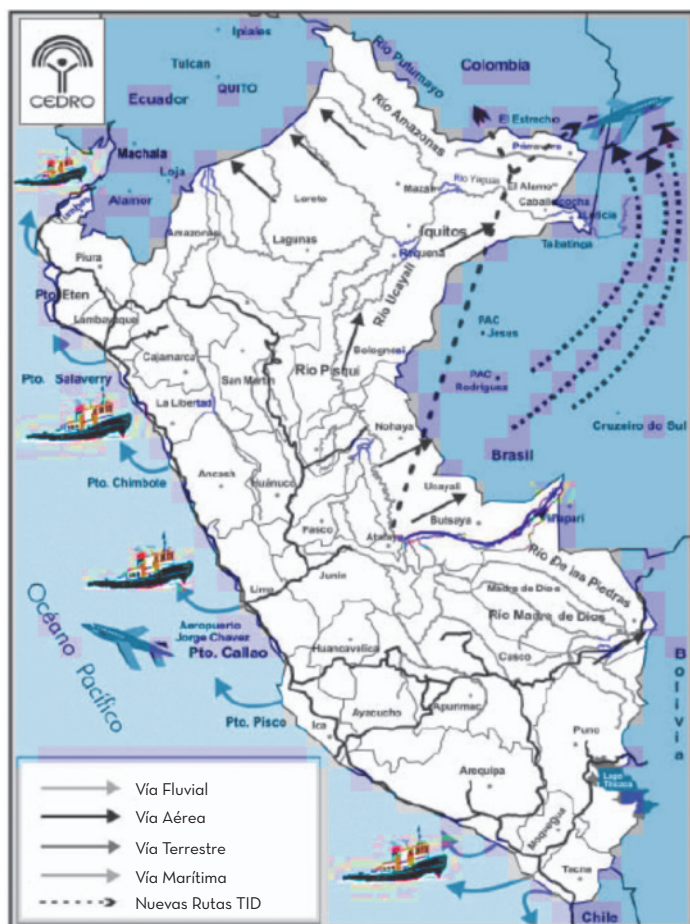 CEDRO
Ipiales
Tulcan
QUITO
Ecuador
Machala
Loja
Alamor
Tumbes
Piura
Pto. Eten
Lambayeque
Cajamarca
Pto. Salaverry
La Libertad
San Martin
Amazonas
Loreto
Lagunas
Río Putumayo
Colombia
Río Amazonas
El Estrecho
Mazan
Río Yaguas
El Alamo
Caballococha
Leticia
Tabatinga
Iquitos
Requena
Río Ucayali
Río Pisqui
Bolognesi
PAC Jesus
PAC Rodriguez
Cruzeiro do Sul
Brasil
Nohaya
Ucayali
Bufsaya
Atalaya
Pto. Chimbote
Ancash
Huánuco
Pasco
Junín
Lima
Río De las Piedras
Madre de Dios
Río Madre de Dios
Cusco
Aeropuerto
Jorge Chavez
Pto. Callao
Océano Pacífico
Huancavelica
Pto. Pisco
Ica
Ayacucho
Apurimac
Puno
Lago
Titicaca
Bolivia
Arequipa
Moquegua
Tacna
Chile
Vía Fluvial
Vía Aérea
Vía Terrestre
Vía Marítima
Nuevas Rutas TID